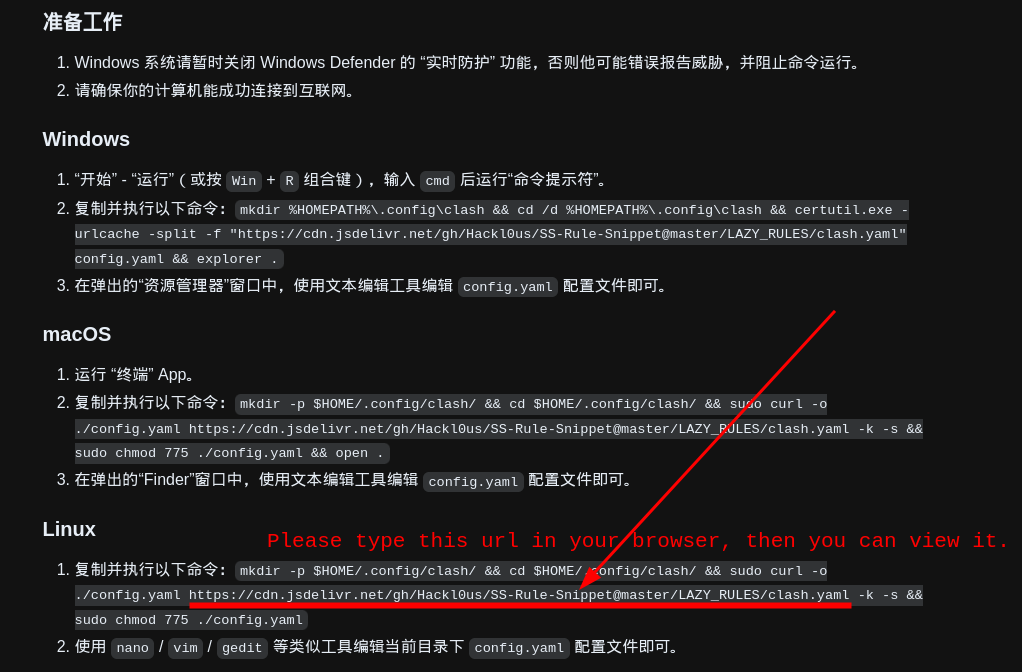 准备工作
1. Windows 系统请暂时关闭 Windows Defender 的 “实时防护” 功能，否则他可能错误报告威胁，并阻止命令运行。
2. 请确保你的计算机能成功连接到互联网。
Windows
1. “开始” - “运行”（或按 Win + R 组合键），输入 cmd 后运行“命令提示符”。
2. 复制并执行以下命令：mkdir %HOMEPATH%\.config\clash && cd /d %HOMEPATH%\.config\clash && certutil.exe -
urlcache -split -f "https://cdn.jsdelivr.net/gh/Hackl0us/SS-Rule-Snippet@master/LAZY_RULES/clash.yaml"
config.yaml && explorer .
3. 在弹出的“资源管理器”窗口中，使用文本编辑工具编辑 config.yaml 配置文件即可。
macOS
1. 运行 “终端” App。
2. 复制并执行以下命令：mkdir -p $HOME/.config/clash/ && cd $HOME/.config/clash/ && sudo curl -o
./config.yaml https://cdn.jsdelivr.net/gh/Hackl0us/SS-Rule-Snippet@master/LAZY_RULES/clash.yaml -k -s &&
sudo chmod 775 ./config.yaml && open .
3. 在弹出的“Finder”窗口中，使用文本编辑工具编辑 config.yaml 配置文件即可。
Linux
Please type this url in your browser, then you can view it.
1. 复制并执行以下命令：mkdir -p $HOME/.config/clash/ && cd $HOME/.config/clash/ && sudo curl -o
./config.yaml https://cdn.jsdelivr.net/gh/Hackl0us/SS-Rule-Snippet@master/LAZY_RULES/clash.yaml -k -s &&
sudo chmod 775 ./config.yaml
2. 使用 nano / vim / gedit 等类似工具编辑当前目录下 config.yaml 配置文件即可。